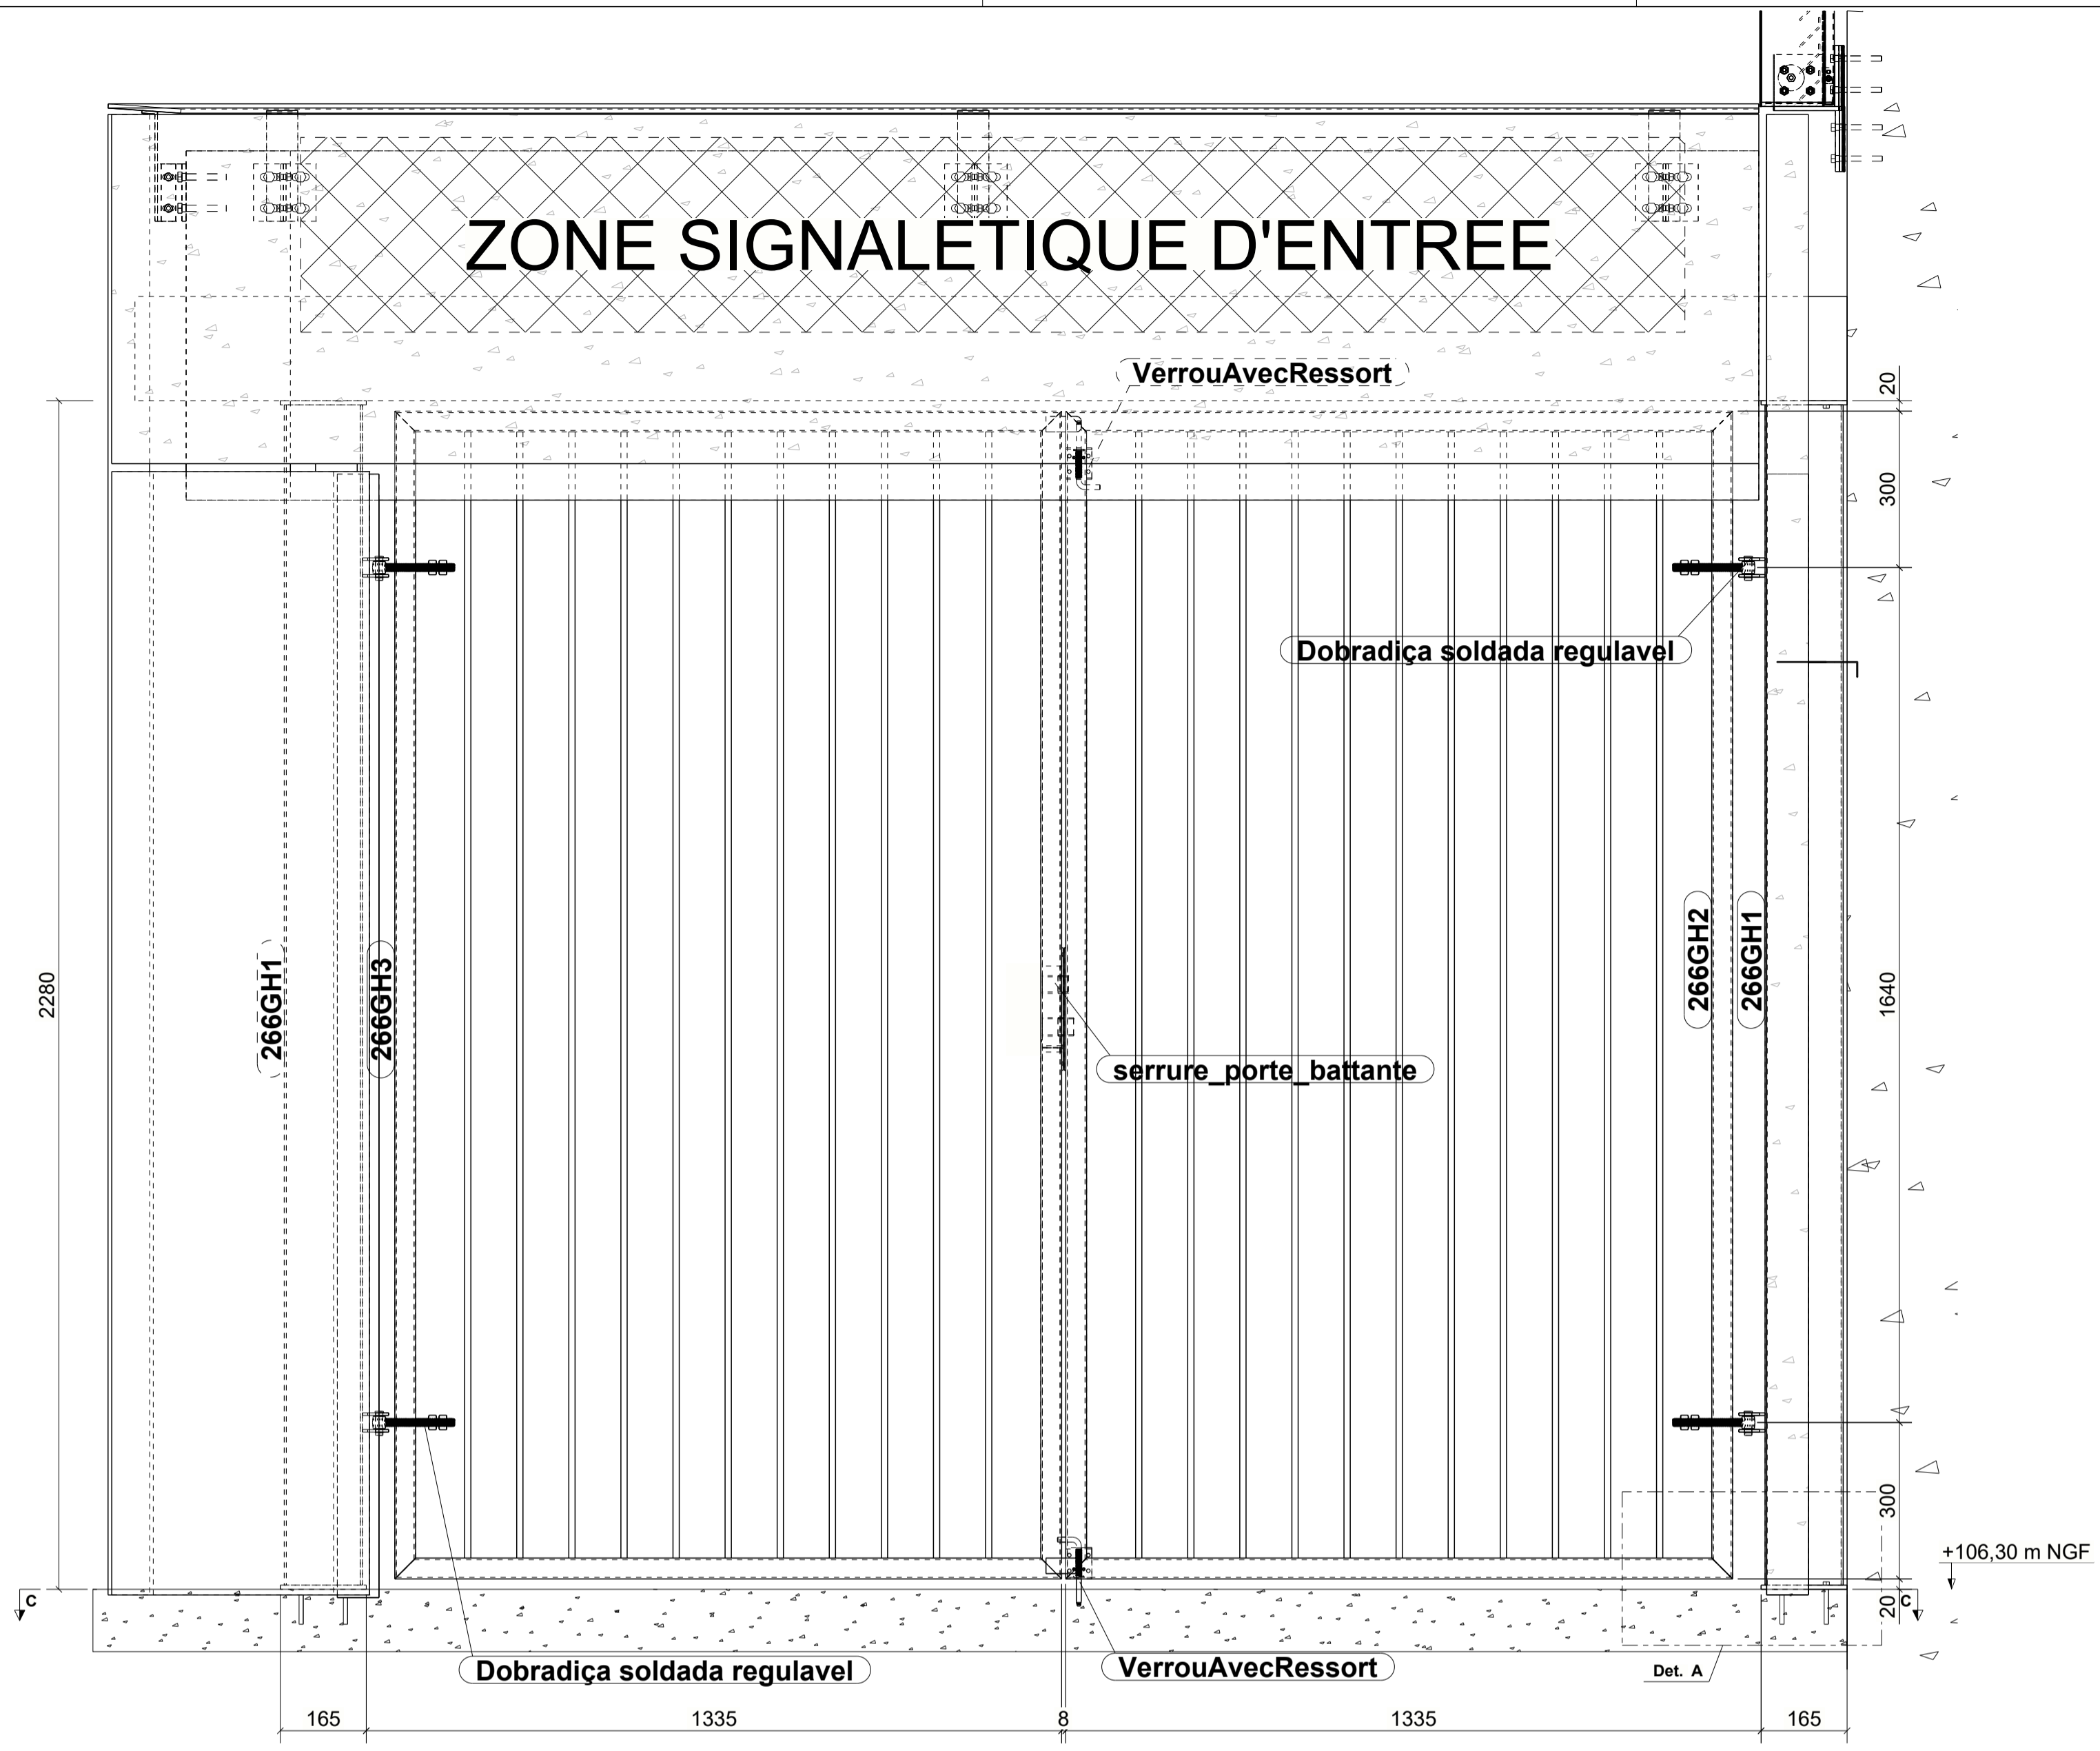 ZONE SIGNALETIQUE D'ENTREE
VerrouAvecRessort
20
300
Dobradiça soldada regulavel
2280
266GH1
266GH3
266GH2
266GH1
1640
serrure_porte_battante
300
+106,30 m NGF
C
20
C
Dobradiça soldada regulavel
VerrouAvecRessort
Det. A
165
1335
8
1335
165